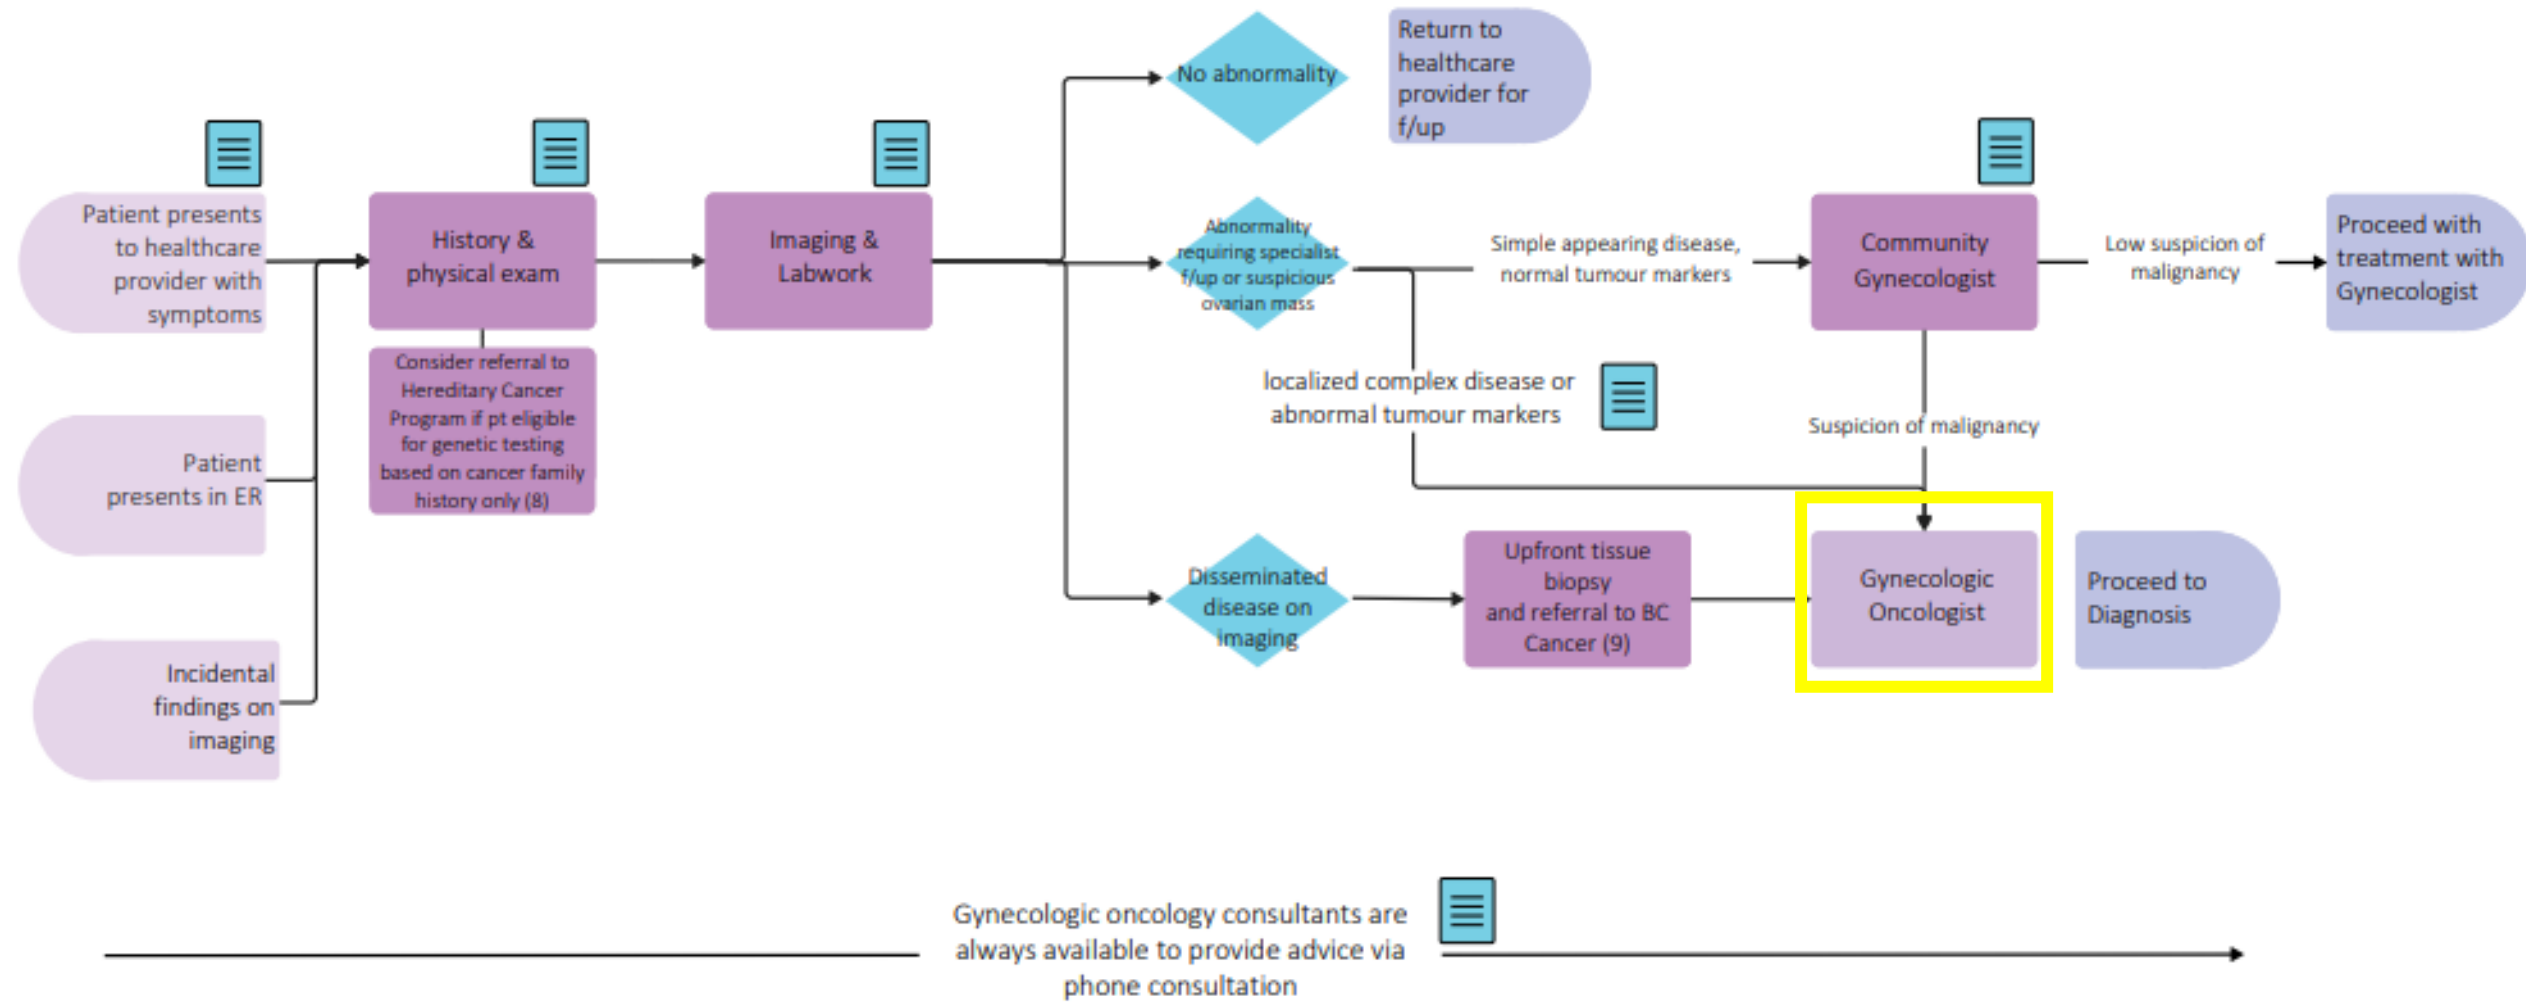 Patient presents
to healthcare
provider with
symptoms
Patient
presents in ER
Incidental
findings on
imaging
History &
physical exam
Consider referral to
Hereditary Cancer
Program if pt eligible
for genetic testing
based on cancer family
history only (8)
Imaging &
Labwork
No abnormality
Return to
healthcare
provider for
f/up
Abnormality
requiring specialist
f/up or suspicious
ovarian mass
Simple appearing disease,
normal tumour markers
Community
Gynecologist
Low suspicion of
malignancy
Proceed with
treatment with
Gynecologist
localized complex disease or
abnormal tumour markers
Suspicion of malignancy
Disseminated
disease on
imaging
Upfront tissue
biopsy
and referral to BC
Cancer (9)
Gynecologic
Oncologist
Proceed to
Diagnosis
Gynecologic oncology consultants are
always available to provide advice via
phone consultation